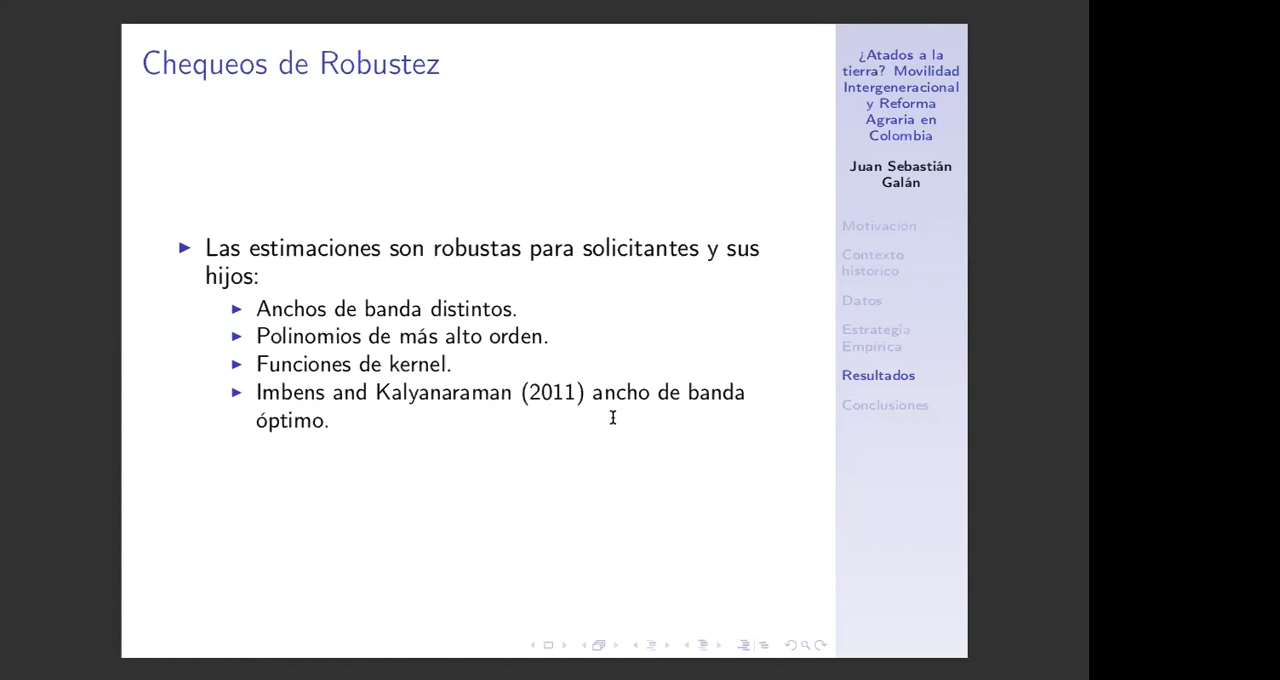 Chequeos de Robustez
Las estimaciones son robustas para solicitantes y sus
hijos:
Anchos de banda distintos.
Polinomios de más alto orden.
Funciones de kernel.
Imbens and Kalyanaraman (2011) ancho de banda
óptimo.
¿Atados a la
tierra? Movilidad
Intergeneracional
y Reforma
Agraria en
Colombia
Juan Sebastián
Galán
Motivación
Contexto
histórico
Datos
Estrategia
Empírica
Resultados
Conclusiones